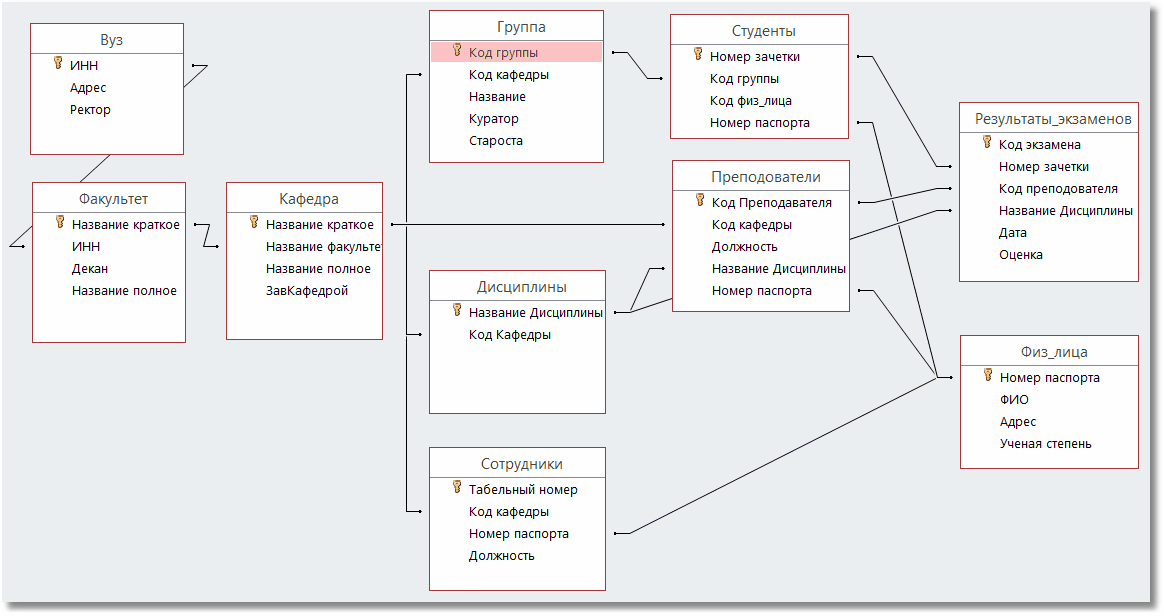 Вуз
ИНН
Адрес
Ректор
Факультет
Название краткое
ИНН
Декан
Название полное
Кафедра
Название краткое
Название факульте
Название полное
ЗавКафедрой
Группа
Код группы
Код кафедры
Название
Куратор
Староста
Дисциплины
Название Дисциплины
Код Кафедры
Сотрудники
Табельный номер
Код кафедры
Номер паспорта
Должность
Студенты
Номер зачетки
Код группы
Код физ_лица
Номер паспорта
Преподователи
Код Преподавателя
Код кафедры
Должность
Название Дисциплины
Номер паспорта
Результаты_экзаменов
Код экзамена
Номер зачетки
Код преподователя
Название Дисциплины
Дата
Оценка
Физ_лица
Номер паспорта
ФИО
Адрес
Ученая степень